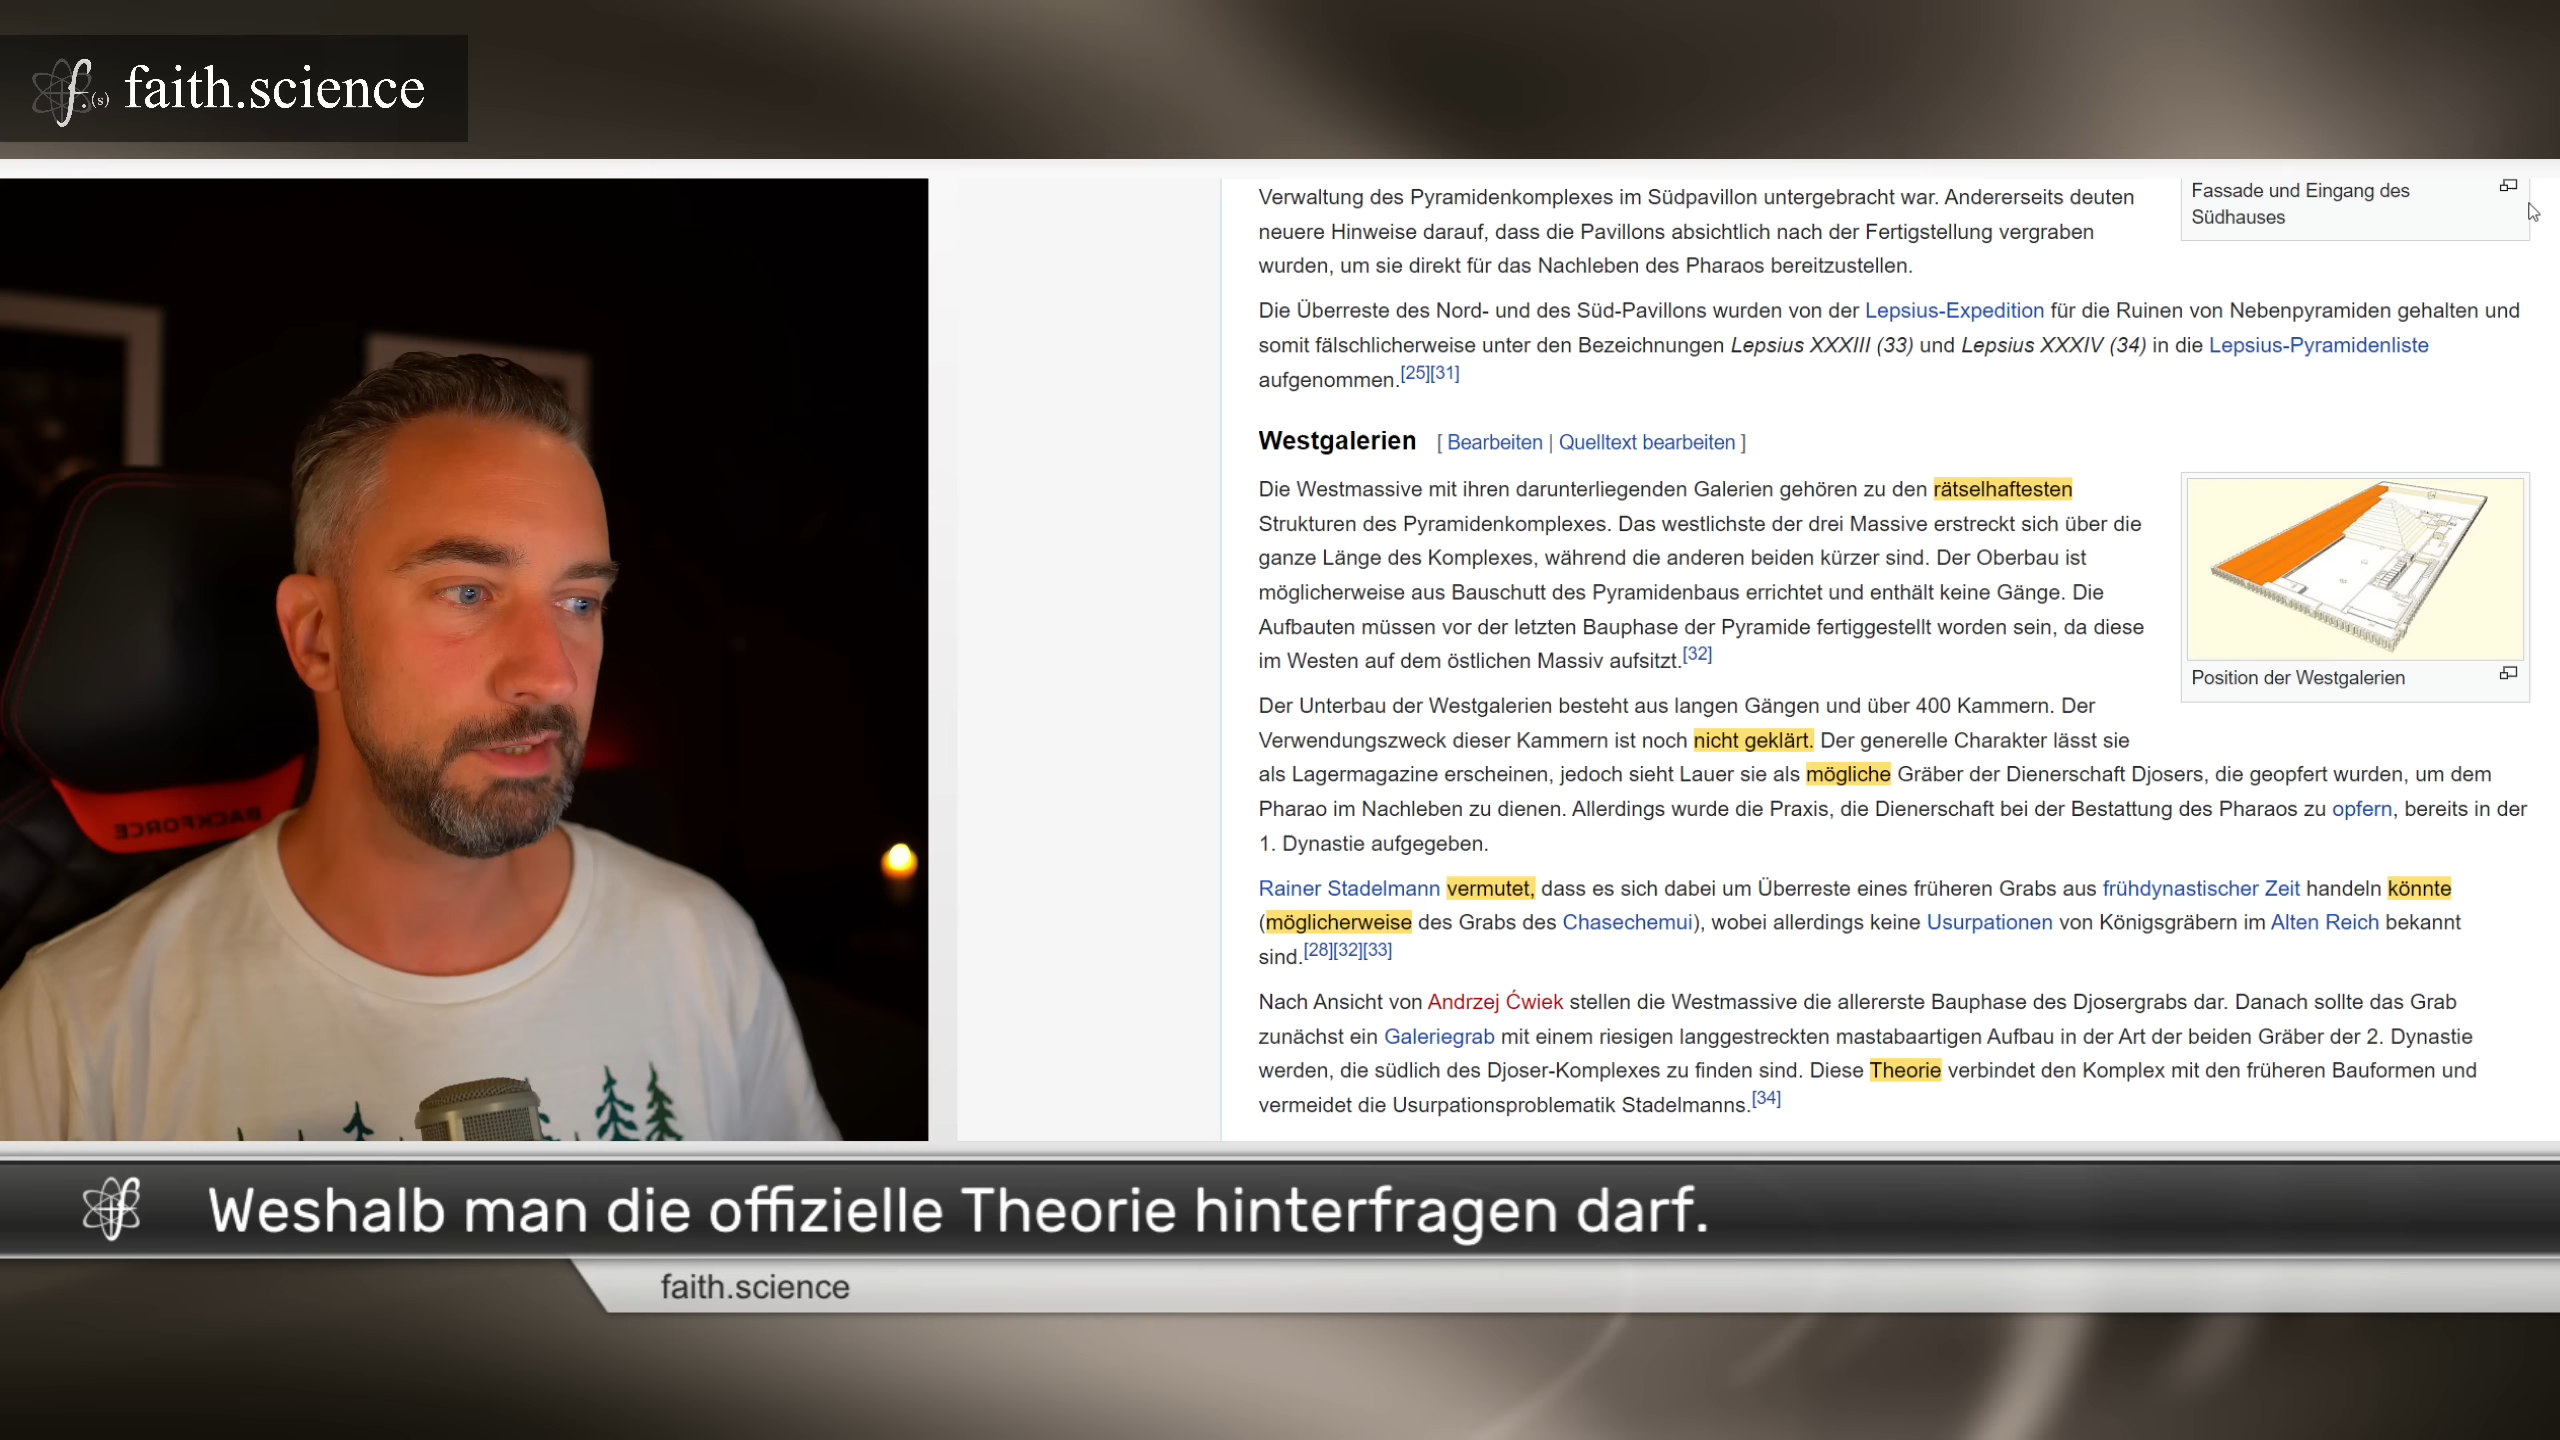 f.(s) faith.science
Verwaltung des Pyramidenkomplexes im Südpavillon untergebracht war. Andererseits deuten
neuere Hinweise darauf, dass die Pavillons absichtlich nach der Fertigstellung vergraben
wurden, um sie direkt für das Nachleben des Pharaos bereitzustellen.
Fassade und Eingang des
Südhauses
Die Überreste des Nord- und des Süd-Pavillons wurden von der Lepsius-Expedition für die Ruinen von Nebenpyramiden gehalten und
somit fälschlicherweise unter den Bezeichnungen Lepsius XXXIII (33) und Lepsius XXXIV (34) in die Lepsius-Pyramidenliste
aufgenommen.[25][31]
Westgalerien [ Bearbeiten | Quelltext bearbeiten ]
Die Westmassive mit ihren darunterliegenden Galerien gehören zu den rätselhaftesten
Strukturen des Pyramidenkomplexes. Das westlichste der drei Massive erstreckt sich über die
ganze Länge des Komplexes, während die anderen beiden kürzer sind. Der Oberbau ist
möglicherweise aus Bauschutt des Pyramidenbaus errichtet und enthält keine Gänge. Die
Aufbauten müssen vor der letzten Bauphase der Pyramide fertiggestellt worden sein, da diese
im Westen auf dem östlichen Massiv aufsitzt.[32]
Position der Westgalerien
Der Unterbau der Westgalerien besteht aus langen Gängen und über 400 Kammern. Der
Verwendungszweck dieser Kammern ist noch nicht geklärt. Der generelle Charakter lässt sie
als Lagermagazine erscheinen, jedoch sieht Lauer sie als mögliche Gräber der Dienerschaft Djosers, die geopfert wurden, um dem
Pharao im Nachleben zu dienen. Allerdings wurde die Praxis, die Dienerschaft bei der Bestattung des Pharaos zu opfern, bereits in der
1. Dynastie aufgegeben.
Rainer Stadelmann vermutet, dass es sich dabei um Überreste eines früheren Grabs aus frühdynastischer Zeit handeln könnte
(möglicherweise des Grabs des Chasechemui), wobei allerdings keine Usurpationen von Königsgräbern im Alten Reich bekannt
sind.[28][32][33]
Nach Ansicht von Andrzej Ćwiek stellen die Westmassive die allererste Bauphase des Djosergrabs dar. Danach sollte das Grab
zunächst ein Galeriegrab mit einem riesigen langgestreckten mastabaartigen Aufbau in der Art der beiden Gräber der 2. Dynastie
werden, die südlich des Djoser-Komplexes zu finden sind. Diese Theorie verbindet den Komplex mit den früheren Bauformen und
vermeidet die Usurpationsproblematik Stadelmanns.[34]
BACKFORCE
Weshalb man die offizielle Theorie hinterfragen darf.
faith.science